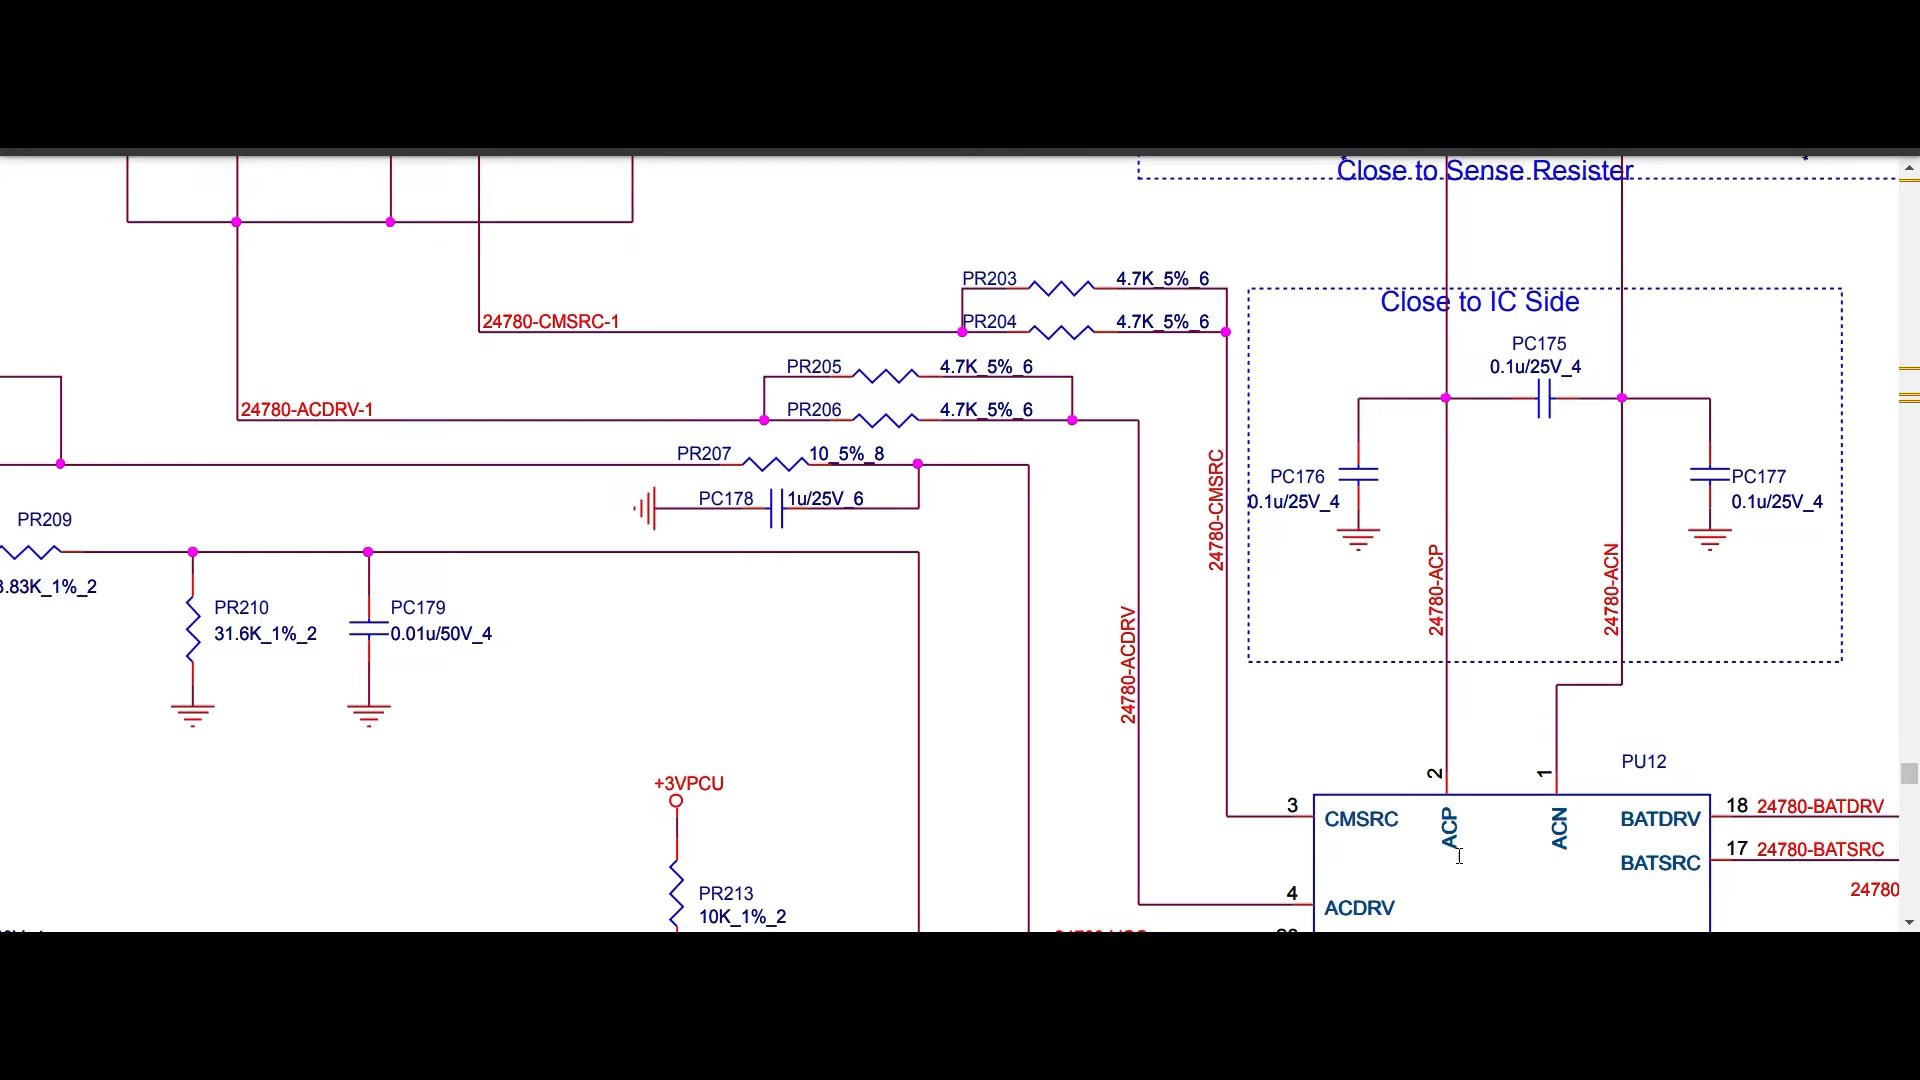 Close to Sense Resister
PR203
4.7K_5%_6
Close to IC Side
24780-CMSRC-1
PR204
4.7K_5%_6
PC175
0.1u/25V_4
PR205
4.7K_5%_6
24780-ACDRV-1
PR206
4.7K_5%_6
PR207
10_5%_8
PC176
0.1u/25V_4
PC177
0.1u/25V_4
PC178
1u/25V_6
24780-CMSRC
PR209
24780-ACP
24780-ACN
.83K_1%_2
PR210
31.6K_1%_2
PC179
0.01u/50V_4
24780-ACDRV
+3VPCU
PU12
2
1
3
CMSRC
ACP
ACN
BATDRV
18
24780-BATDRV
BATSRC
17
24780-BATSRC
PR213
10K_1%_2
4
ACDRV
24780